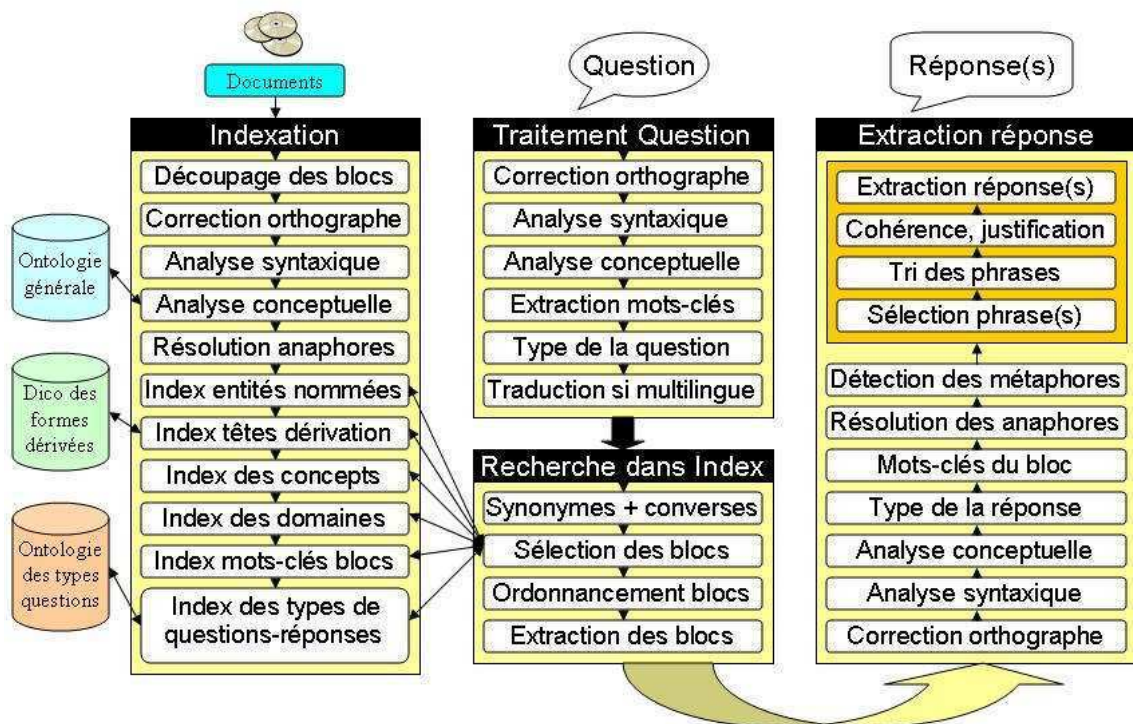 Documents
Question
Réponse(s)
Indexation
Découpage des blocs
Correction orthographe
Analyse syntaxique
Analyse conceptuelle
Résolution anaphores
Index entités nommées
Index têtes dérivation
Index des concepts
Index des domaines
Index mots-clés blocs
Index des types de
questions-réponses
Ontologie
générale
Dico des
formes
dérivées
Ontologie
des types
questions
Traitement Question
Correction orthographe
Analyse syntaxique
Analyse conceptuelle
Extraction mots-clés
Type de la question
Traduction si multilingue
Recherche dans Index
Synonymes + converses
Sélection des blocs
Ordonnancement blocs
Extraction des blocs
Extraction réponse
Extraction réponse(s)
Cohérence, justification
Tri des phrases
Sélection phrase(s)
Détection des métaphores
Résolution des anaphores
Mots-clés du bloc
Type de la réponse
Analyse conceptuelle
Analyse syntaxique
Correction orthographe